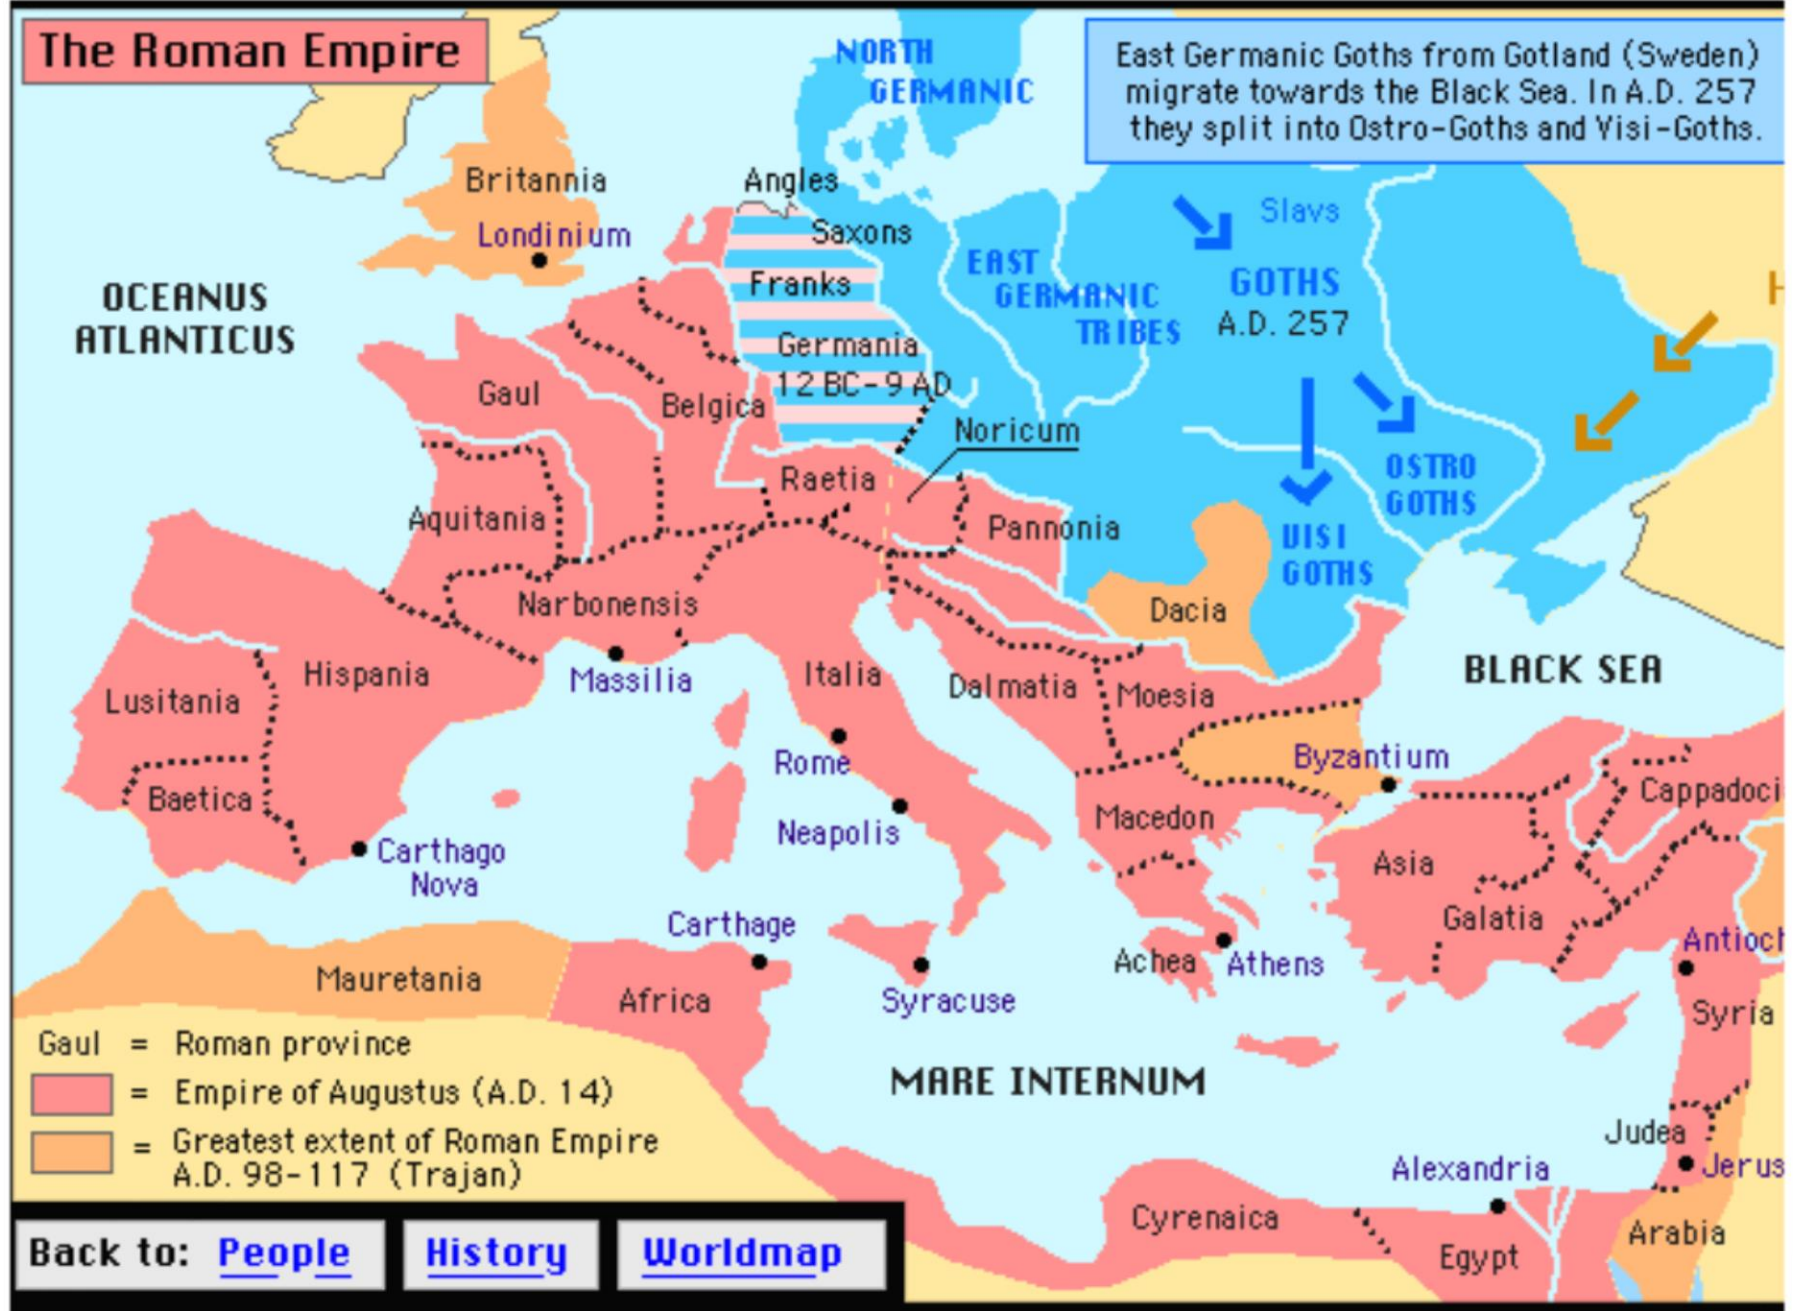 The Roman Empire
East Germanic Goths from Gotland (Sweden)
migrate towards the Black Sea. In A.D. 257
they split into Ostro-Goths and Visi-Goths.
NORTH
GERMANIC
Britannia
Londinium
Angles
Saxons
Franks
Germania
12 BC-9 AD
EAST
GERMANIC
TRIBES
Slavs
GOTHS
A.D. 257
H
OCEANUS
ATLANTICUS
Gaul
Belgica
Noricum
OSTRO
GOTHS
VISI
GOTHS
Raetia
Aquitania
Pannonia
Narbonensis
Dacia
Massilia
Hispania
Lusitania
Baetica
Italia
Dalmatia
Moesia
BLACK SEA
Rome
Byzantium
Neapolis
Macedon
Cappadoci
Asia
Galatia
Carthago
Nova
Carthage
Achea
Athens
Antioch
Mauretania
Africa
Syracuse
Syria
MARE INTERNUM
Gaul = Roman province
= Empire of Augustus (A.D. 14)
= Greatest extent of Roman Empire
A.D. 98-117 (Trajan)
Judea
Jerus
Alexandria
Cyrenaica
Egypt
Arabia
Back to: People
History
Worldmap